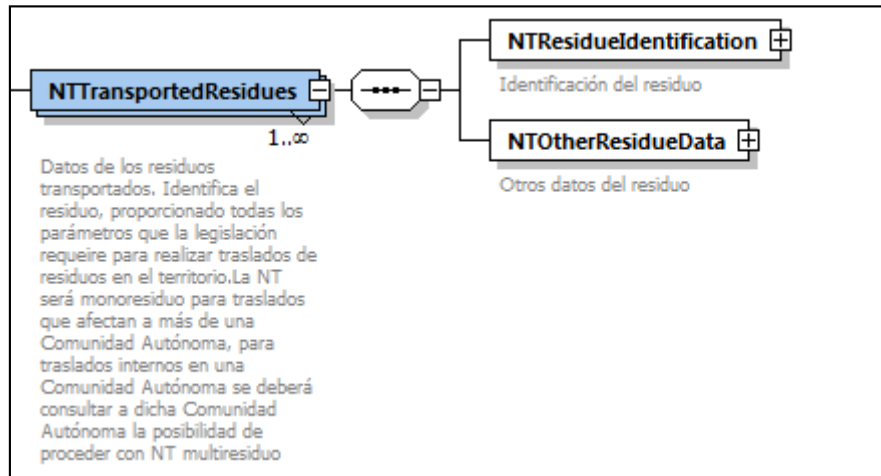 NTTransportedResidues
1..∞
Datos de los residuos
transportados. Identifica el
residuo, proporcionado todas los
parámetros que la legislación
requeire para realizar traslados de
residuos en el territorio.La NT
será monoresiduo para traslados
que afectan a más de una
Comunidad Autónoma, para
traslados internos en una
Comunidad Autónoma se deberá
consultar a dicha Comunidad
Autónoma la posibilidad de
proceder con NT multiresiduo
NTResidueIdentification
Identificación del residuo
NTOtherResidueData
Otros datos del residuo